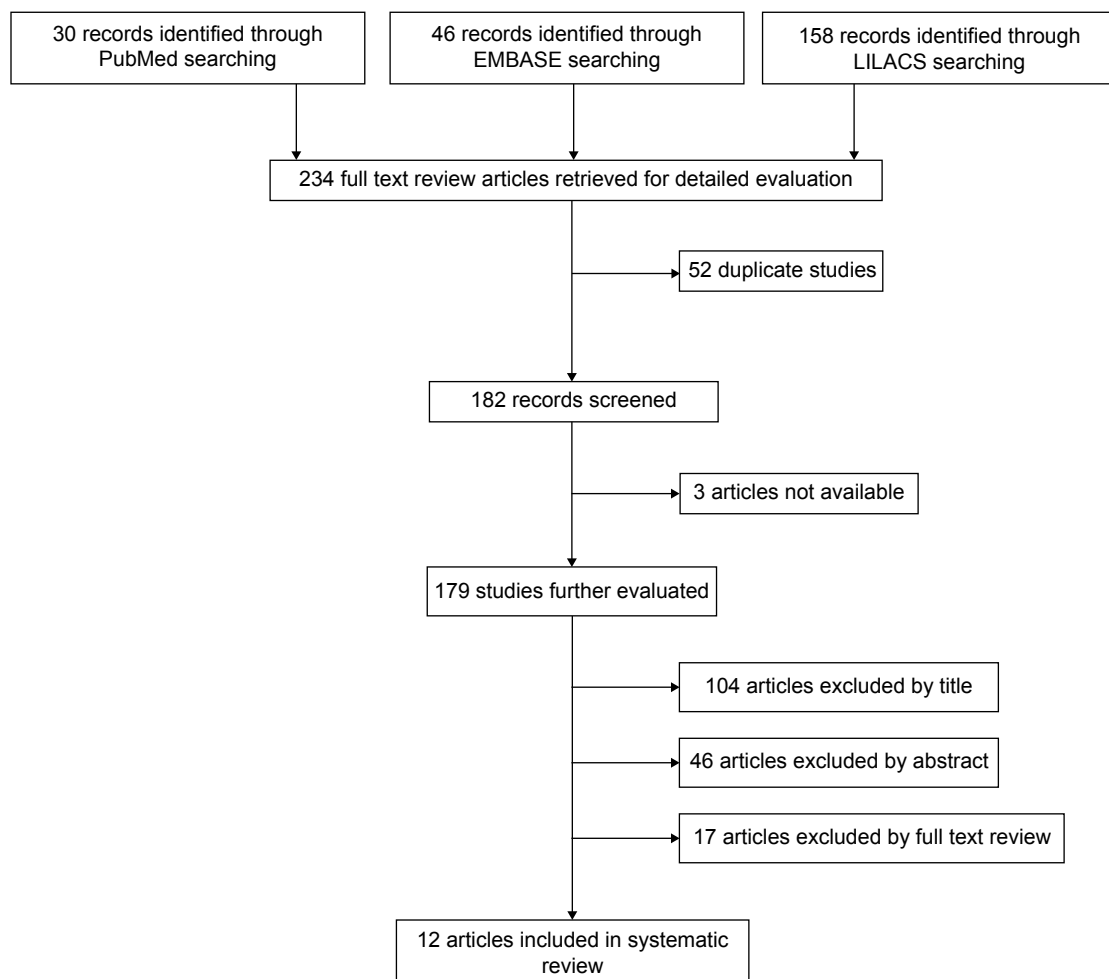 30 records identified through
PubMed searching
46 records identified through
EMBASE searching
158 records identified through
LILACS searching
234 full text review articles retrieved for detailed evaluation
52 duplicate studies
182 records screened
3 articles not available
179 studies further evaluated
104 articles excluded by title
46 articles excluded by abstract
17 articles excluded by full text review
12 articles included in systematic
review